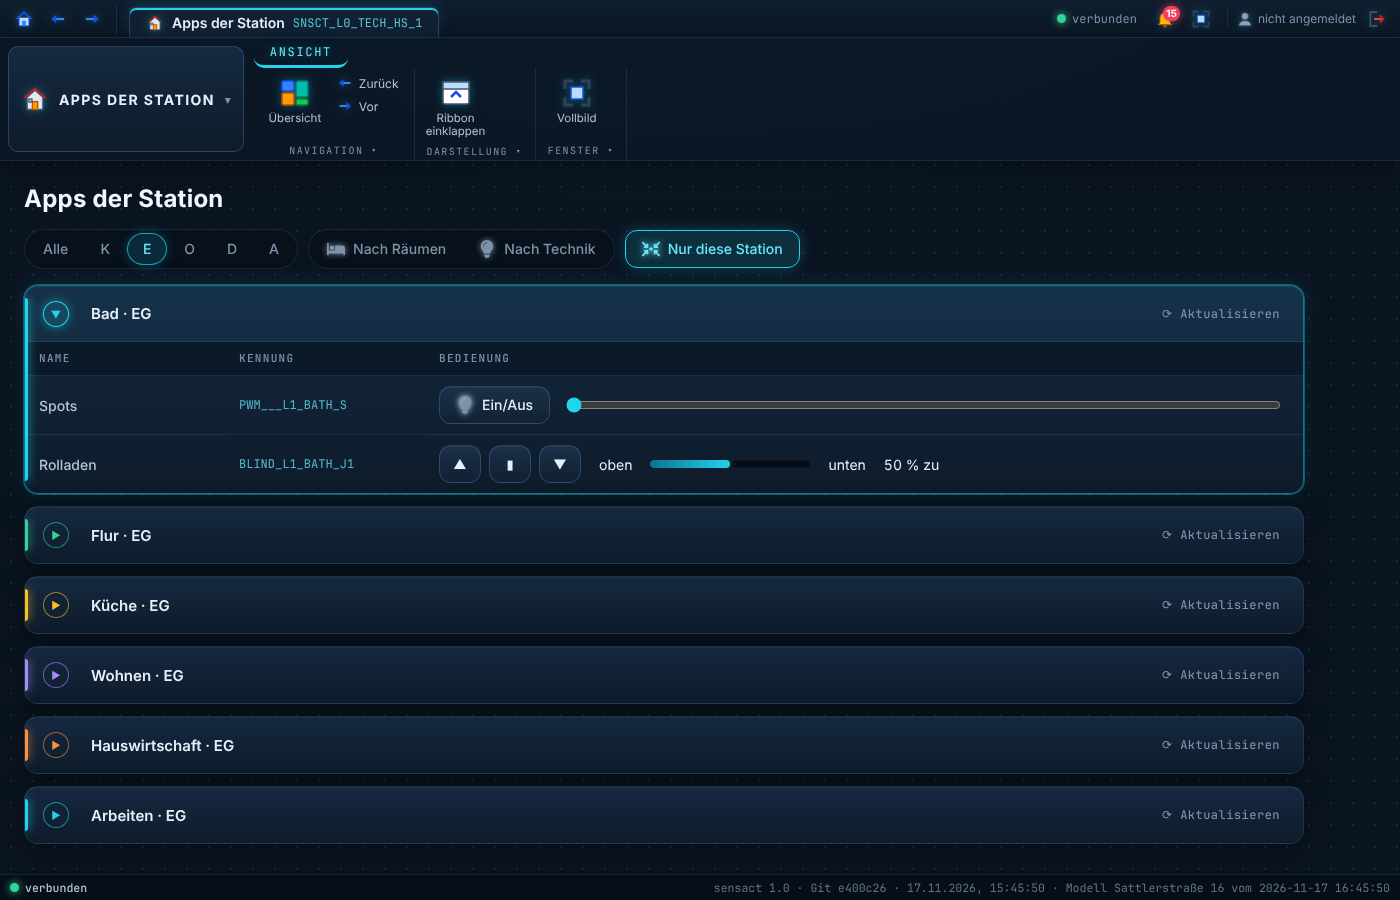 Apps der Station SNSCT_L0_TECH_HS_1
verbunden
15
nicht angemeldet
APPS DER STATION
ANSICHT
Übersicht
Zurück
Vor
NAVIGATION
Ribbon
einklappen
DARSTELLUNG
Vollbild
FENSTER
Apps der Station
Alle K E O D A
Nach Räumen Nach Technik
Nur diese Station
Bad · EG
Aktualisieren
NAME KENNUNG BEDIENUNG
Spots PWM___L1_BATH_S Ein/Aus
Rolladen BLIND_L1_BATH_J1 oben unten 50 % zu
Flur · EG Aktualisieren
Küche · EG Aktualisieren
Wohnen · EG Aktualisieren
Hauswirtschaft · EG Aktualisieren
Arbeiten · EG Aktualisieren
verbunden
sensact 1.0 · Git e400c26 · 17.11.2026, 15:45:50 · Modell Sattlerstraße 16 vom 2026-11-17 16:45:50